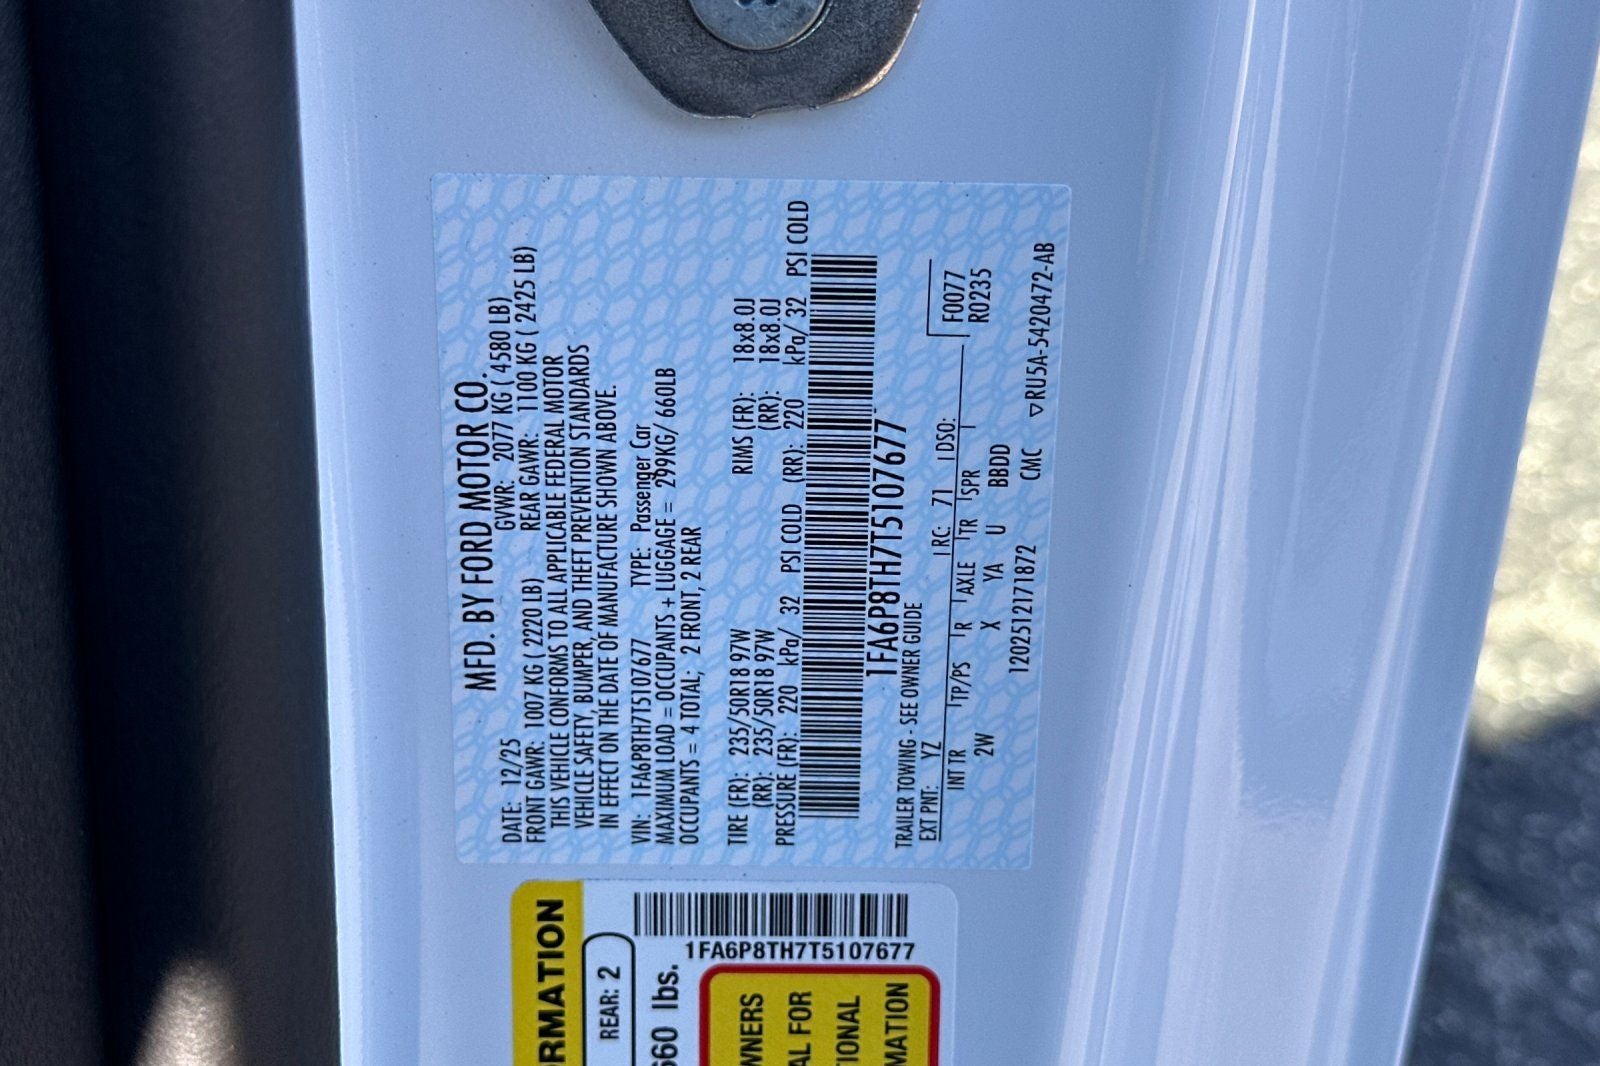 MFD. BY FORD MOTOR CO.
DATE: 12/25 GVWR: 2077 KG ( 4580 LB)
FRONT GAWR: 1007 KG ( 2220 LB) REAR GAWR: 1100 KG ( 2425 LB)
THIS VEHICLE CONFORMS TO ALL APPLICABLE FEDERAL MOTOR
VEHICLE SAFETY, BUMPER, AND THEFT PREVENTION STANDARDS
IN EFFECT ON THE DATE OF MANUFACTURE SHOWN ABOVE.
VIN: 1FA6P8TH7T5107677 TYPE: Passenger Car
MAXIMUM LOAD = OCCUPANTS + LUGGAGE = 299KG/ 660LB
OCCUPANTS = 4 TOTAL; 2 FRONT, 2 REAR
TIRE (FR): 235/50R18 97W RIMS (FR): 18x8.0J
(RR): 235/50R18 97W (RR): 18x8.0J
PRESSURE (FR): 220 kPa/ 32 PSI COLD (RR): 220 kPa/ 32 PSI COLD
1FA6P8TH7T5107677
TRAILER TOWING - SEE OWNER GUIDE
EXT PNT: YZ RC: 71 DSO: F0077
INT TR TP/PS R AXLE TR SPR R0235
2W X YA U BBDD
1202512171872 CMC ▽RU5A-5420472-AB
ORMATION
REAR: 2
1FA6P8TH7T5107677
660 lbs.
WNERS
AL FOR
TIONAL
MATION